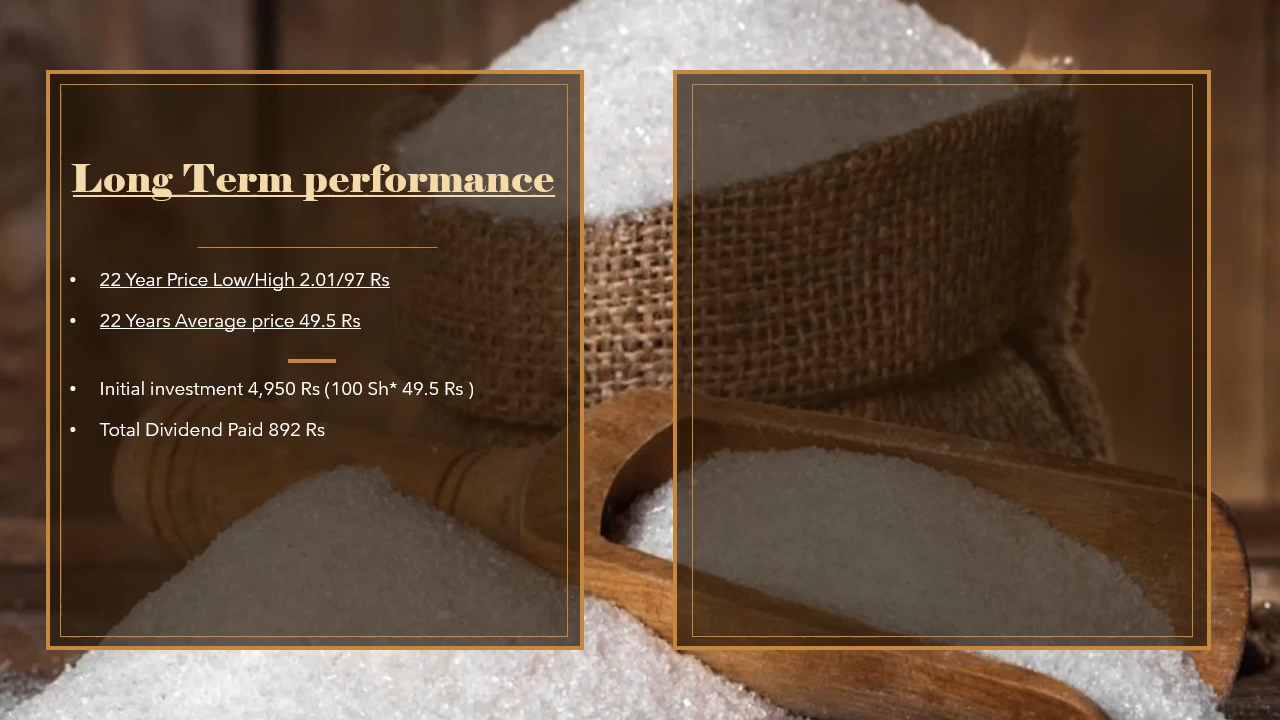 Long Term performance
• 22 Year Price Low/High 2.01/97 Rs
• 22 Years Average price 49.5 Rs
• Initial investment 4,950 Rs (100 Sh* 49.5 Rs )
• Total Dividend Paid 892 Rs